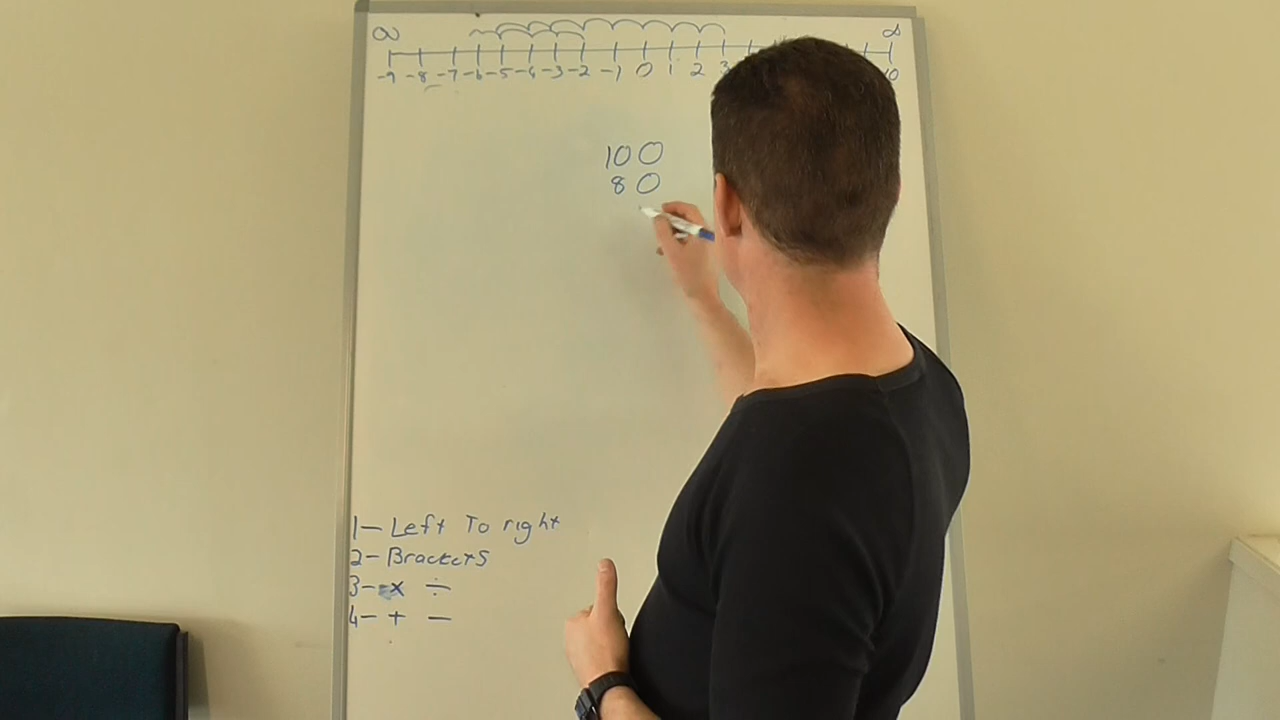 ∞ ∞
-9 -8 -7 -6 -5 -4 -3 -2 -1 0 1 2 3 10
100
80
1- Left To right
2- Brackets
3- x ÷
4- + -